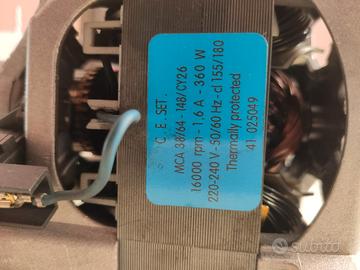 C.E.SET.
MCA 38/64-148/CY26
16000 rpm - 1,6 A - 360 W
220-240 V - 50/60 Hz - cl 155/180
Thermally protected
41 025049
subito